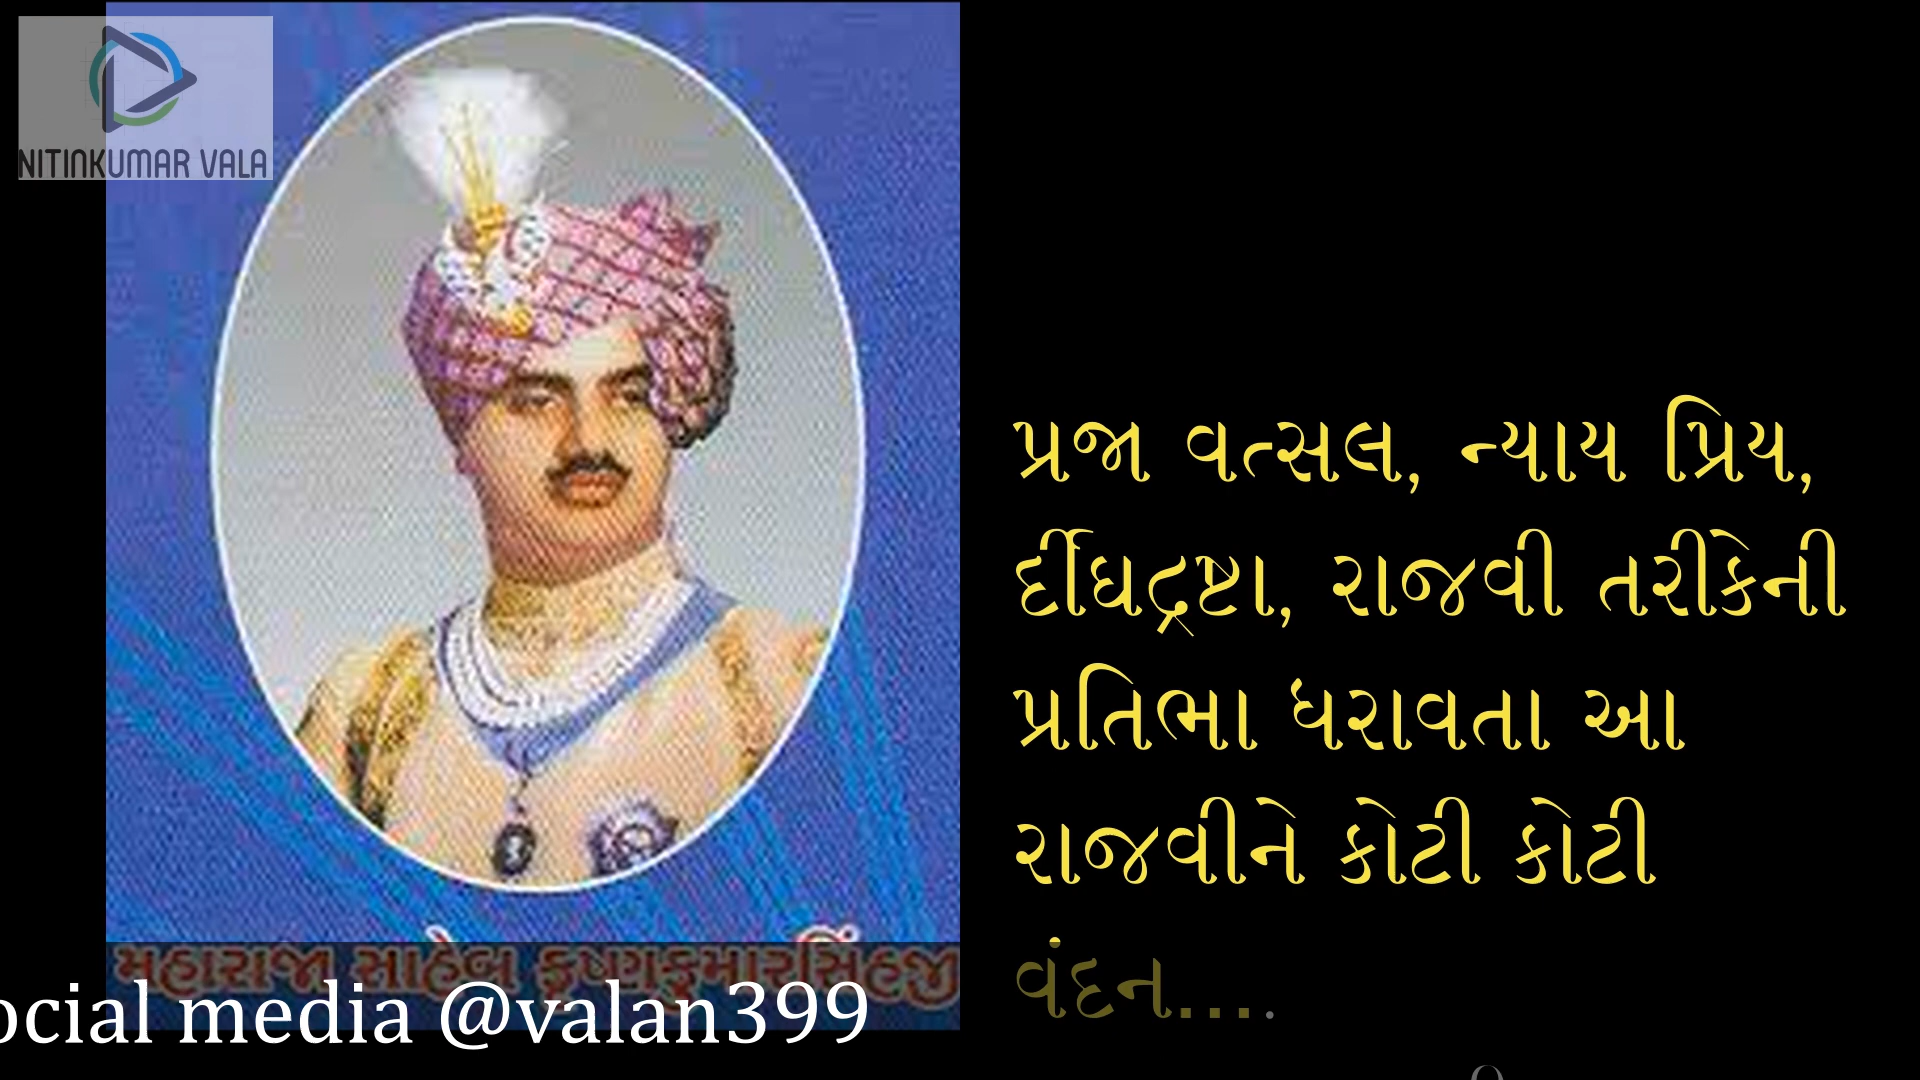 NITINKUMAR VALA
પ્રજા વત્સલ, ન્યાય પ્રિય,
ર્દીઘદ્રષ્ટા, રાજવી તરીકેની
પ્રતિભા ધરાવતા આ
રાજવીને કોટી કોટી
વંદન....
મહારાજા સાહેબ કૃષ્ણકુમારસિંહજી
ocial media @valan399